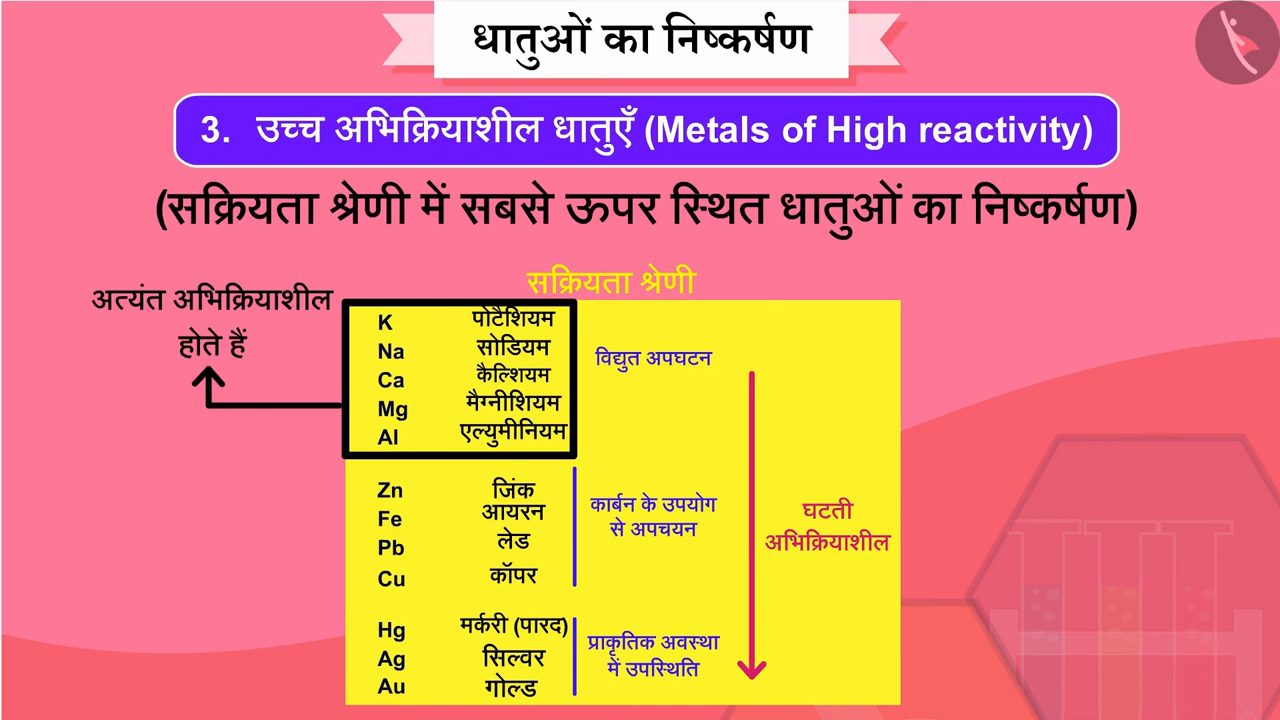 धातुओं का निष्कर्षण
3. उच्च अभिक्रियाशील धातुएँ (Metals of High reactivity)
(सक्रियता श्रेणी में सबसे ऊपर स्थित धातुओं का निष्कर्षण)
सक्रियता श्रेणी
अत्यंत अभिक्रियाशील
होते हैं
K पोटैशियम
Na सोडियम
Ca कैल्शियम
Mg मैग्नीशियम
Al एल्युमीनियम
विद्युत अपघटन
Zn जिंक
Fe आयरन
Pb लेड
Cu कॉपर
कार्बन के उपयोग
से अपचयन
Hg मर्करी (पारद)
Ag सिल्वर
Au गोल्ड
प्राकृतिक अवस्था
में उपस्थिति
घटती
अभिक्रियाशील